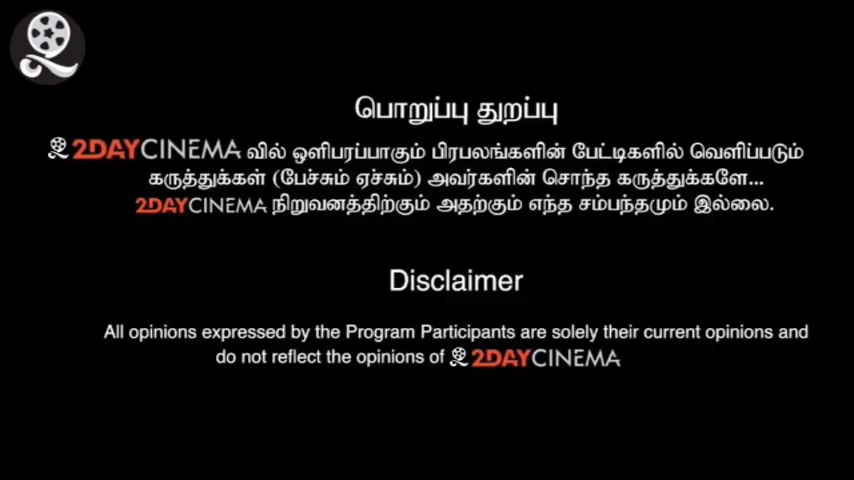 பொறுப்பு துறப்பு
2DAYCINEMA வில் ஒளிபரப்பாகும் பிரபலங்களின் பேட்டிகளில் வெளிப்படும்
கருத்துக்கள் (பேச்சும் ஏச்சும்) அவர்களின் சொந்த கருத்துக்களே...
2DAYCINEMA நிறுவனத்திற்கும் அதற்கும் எந்த சம்பந்தமும் இல்லை.
Disclaimer
All opinions expressed by the Program Participants are solely their current opinions and
do not reflect the opinions of 2DAYCINEMA